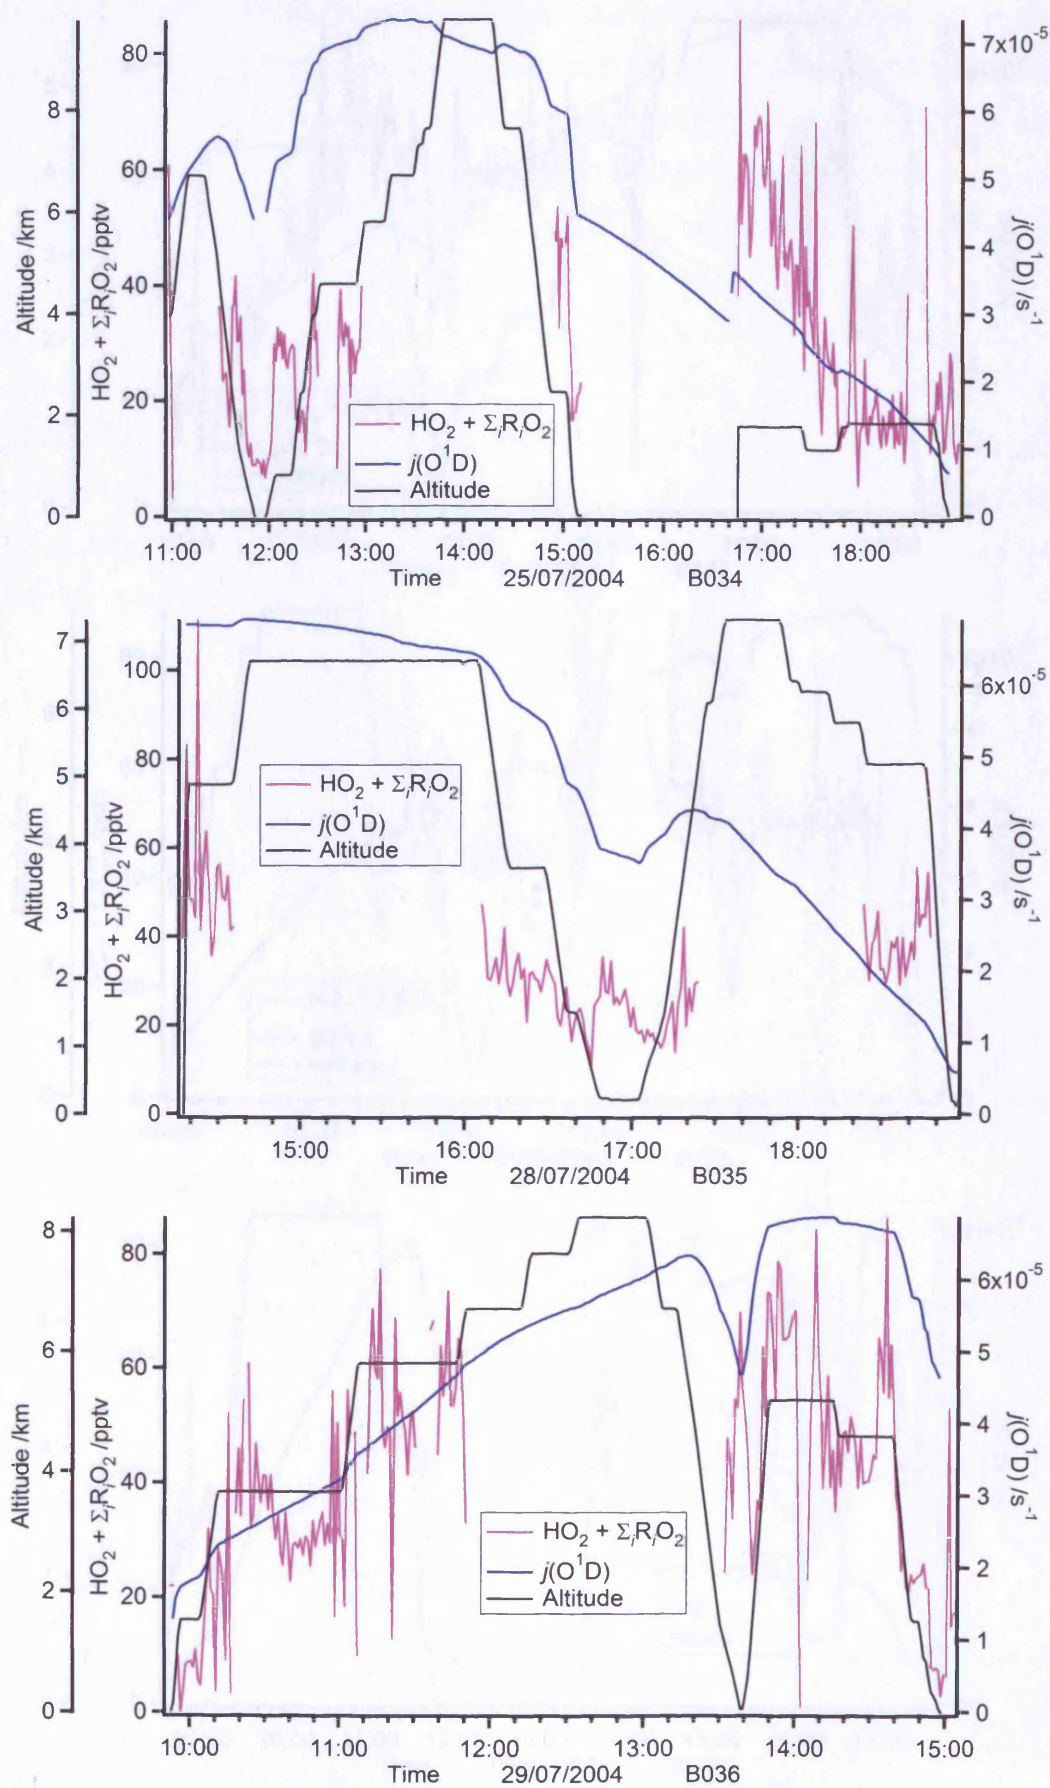 80
60
40
20
0
8
6
4
2
0
Altitude /km
HO2 + ΣiRiO2 /pptv
7x10-5
6
5
4
3
2
1
0
j(O1D) /s-1
HO2 + ΣiRiO2
j(O1D)
Altitude
11:00 12:00 13:00 14:00 15:00 16:00 17:00 18:00
Time 25/07/2004 B034
7
6
5
4
3
2
1
0
Altitude /km
100
80
60
40
20
0
HO2 + ΣiRiO2 /pptv
6x10-5
5
4
3
2
1
0
j(O1D) /s-1
HO2 + ΣiRiO2
j(O1D)
Altitude
15:00 16:00 17:00 18:00
Time 28/07/2004 B035
8
6
4
2
0
Altitude /km
80
60
40
20
0
HO2 + ΣiRiO2 /pptv
6x10-5
5
4
3
2
1
0
j(O1D) /s-1
HO2 + ΣiRiO2
j(O1D)
Altitude
10:00 11:00 12:00 13:00 14:00 15:00
Time 29/07/2004 B036